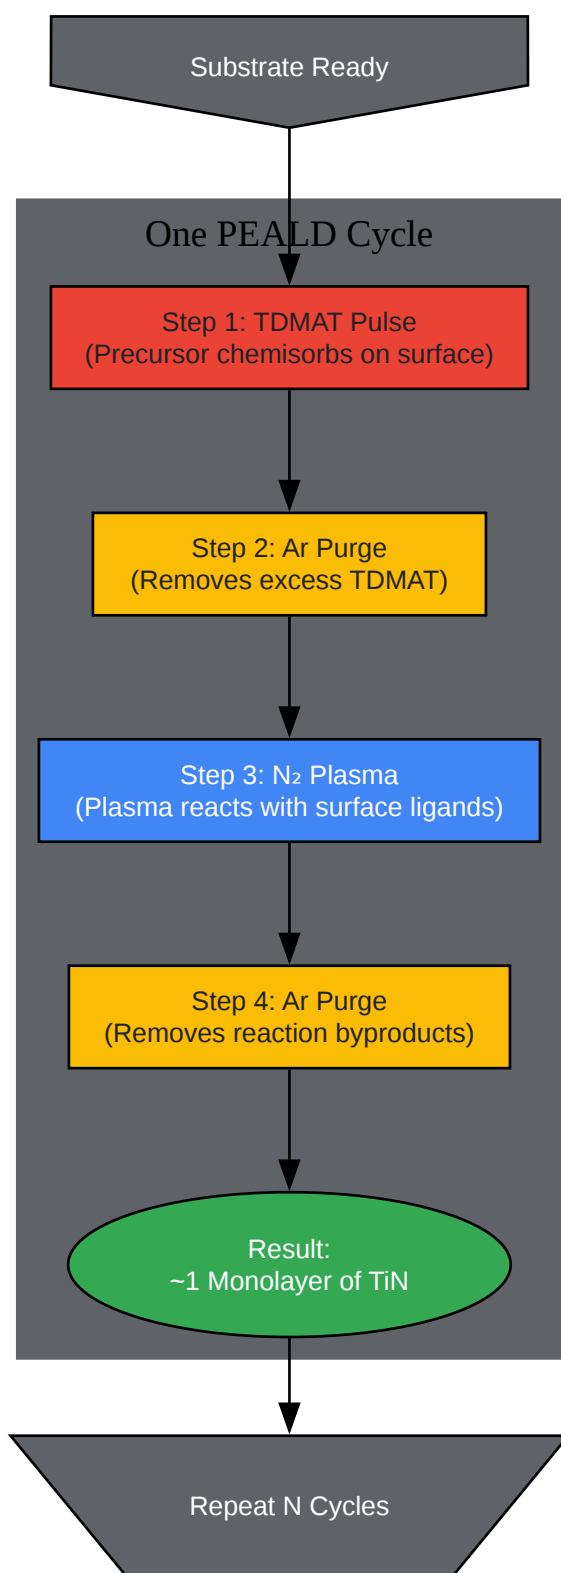 Substrate Ready
One PEALD Cycle
Step 1: TDMAT Pulse
(Precursor chemisorbs on surface)
Step 2: Ar Purge
(Removes excess TDMAT)
Step 3: N₂ Plasma
(Plasma reacts with surface ligands)
Step 4: Ar Purge
(Removes reaction byproducts)
Result:
~1 Monolayer of TiN
Repeat N Cycles